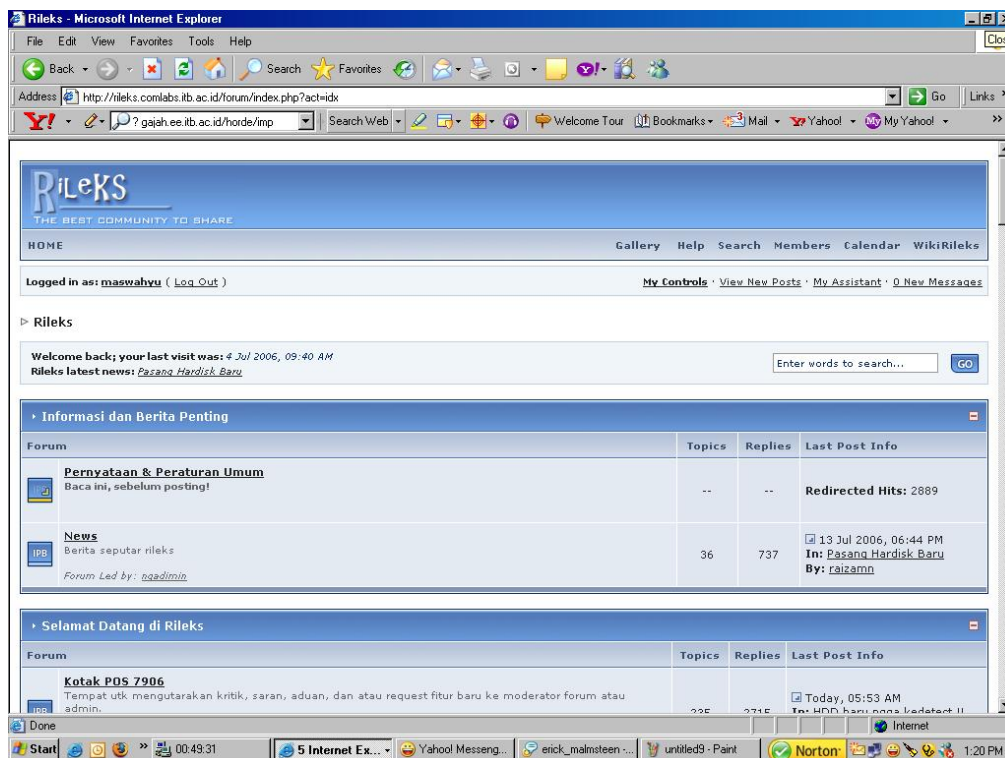 Rileks - Microsoft Internet Explorer
File Edit View Favorites Tools Help
Clos
Back Search Favorites
Address http://rileks.comlabs.itb.ac.id/forum/index.php?act=idx Go Links
Y! ? gajah.ee.itb.ac.id/horde/imp Search Web Welcome Tour Bookmarks Mail Yahoo! My Yahoo!
RiLeKS
THE BEST COMMUNITY TO SHARE
HOME Gallery Help Search Members Calendar WikiRileks
Logged in as: maswahyu ( Log Out ) My Controls · View New Posts · My Assistant · 0 New Messages
Rileks
Welcome back; your last visit was: 4 Jul 2006, 09:40 AM
Rileks latest news: Pasang Hardisk Baru
Enter words to search... GO
Informasi dan Berita Penting
Forum Topics Replies Last Post Info
Pernyataan & Peraturan Umum
Baca ini, sebelum posting!
-- -- Redirected Hits: 2889
IPB
News
Berita seputar rileks
Forum Led by: ngadimin
36 737
13 Jul 2006, 06:44 PM
In: Pasang Hardisk Baru
By: raizamn
Selamat Datang di Rileks
Forum Topics Replies Last Post Info
IPB
Kotak POS 7906
Tempat utk mengutarakan kritik, saran, aduan, dan atau request fitur baru ke moderator forum atau
admin.
235 2715
Today, 05:53 AM
In: HDD baru ngga kedetect !!
Done Internet
Start 00:49:31 5 Internet Ex... Yahoo! Messeng... erick_malmsteen -... untitled9 - Paint Norton 1:20 PM